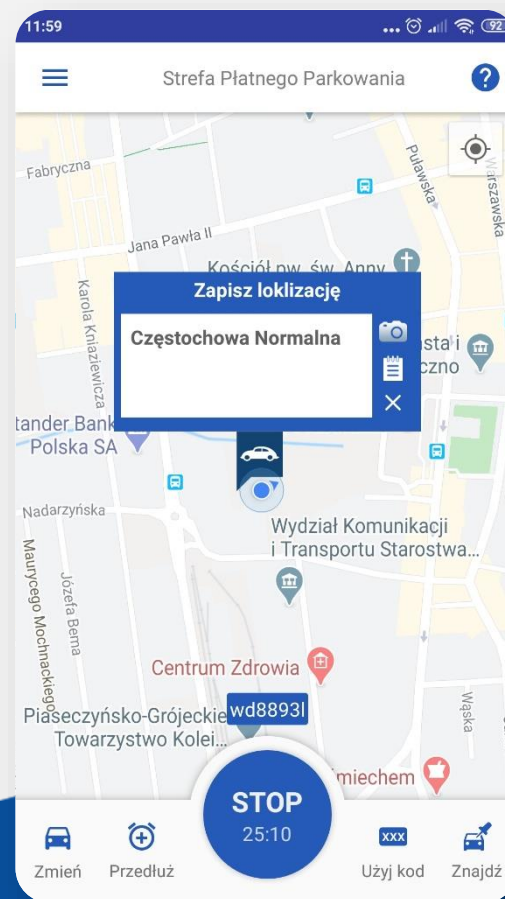 11:59
92
Strefa Płatnego Parkowania
?
Fabryczna
Puławska
Warszawska
Jana Pawła II
Karola Kniaziewicza
Kościół pw. św. Anny
Zapisz loklizację
Częstochowa Normalna
sta i
czno
tander Bank
Polska SA
Nadarzyńska
Wydział Komunikacji
i Transportu Starostwa...
Maurycego Mochnackiego
Józefa Bema
Centrum Zdrowia
wd8893l
Piaseczyńsko-Grójeckie
Towarzystwo Kolei...
Wąska
miechem
STOP
25:10
xxx
Zmień
Przedłuż
Użyj kod
Znajdź